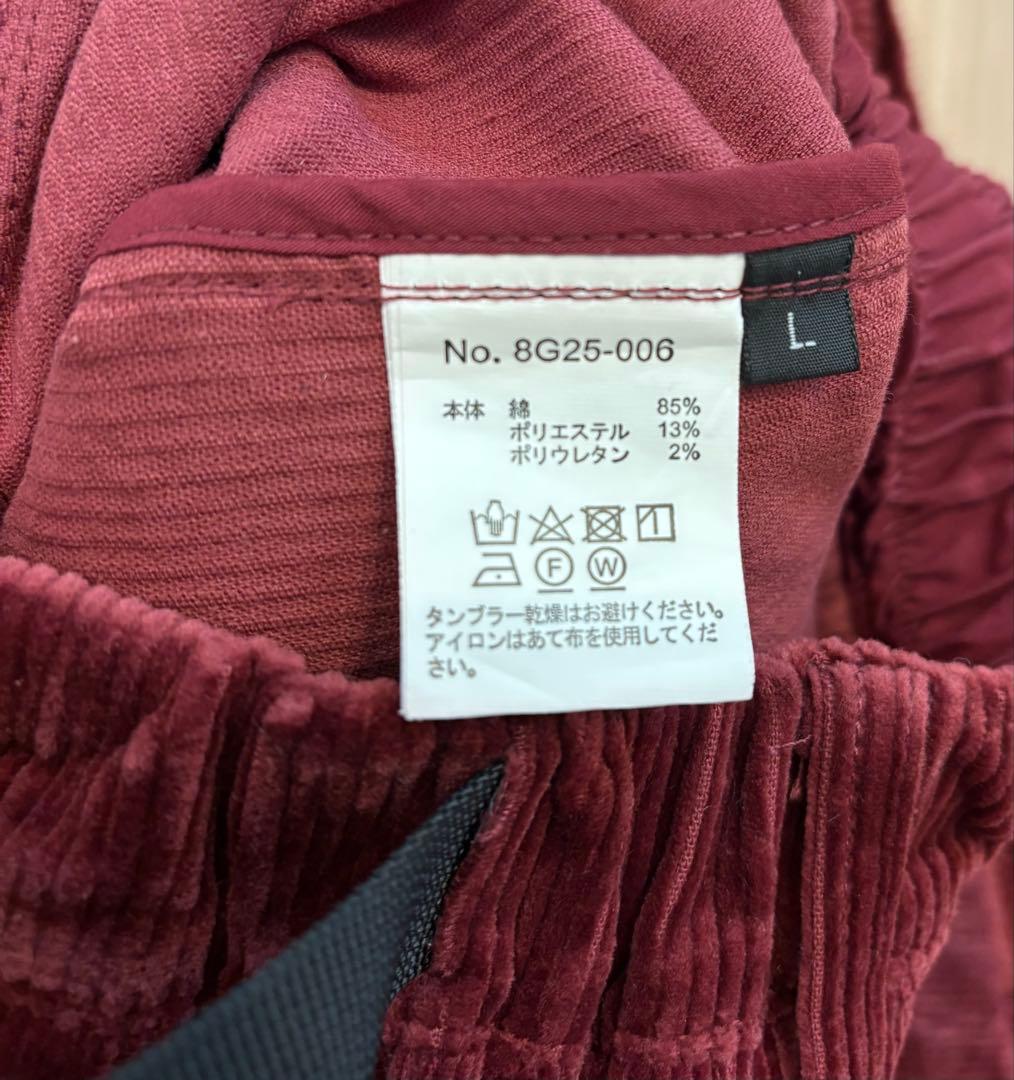 No. 8G25-006
L
本体 綿 85%
ポリエステル 13%
ポリウレタン 2%
F W
タンブラー乾燥はお避けください。
アイロンはあて布を使用してくだ
さい。